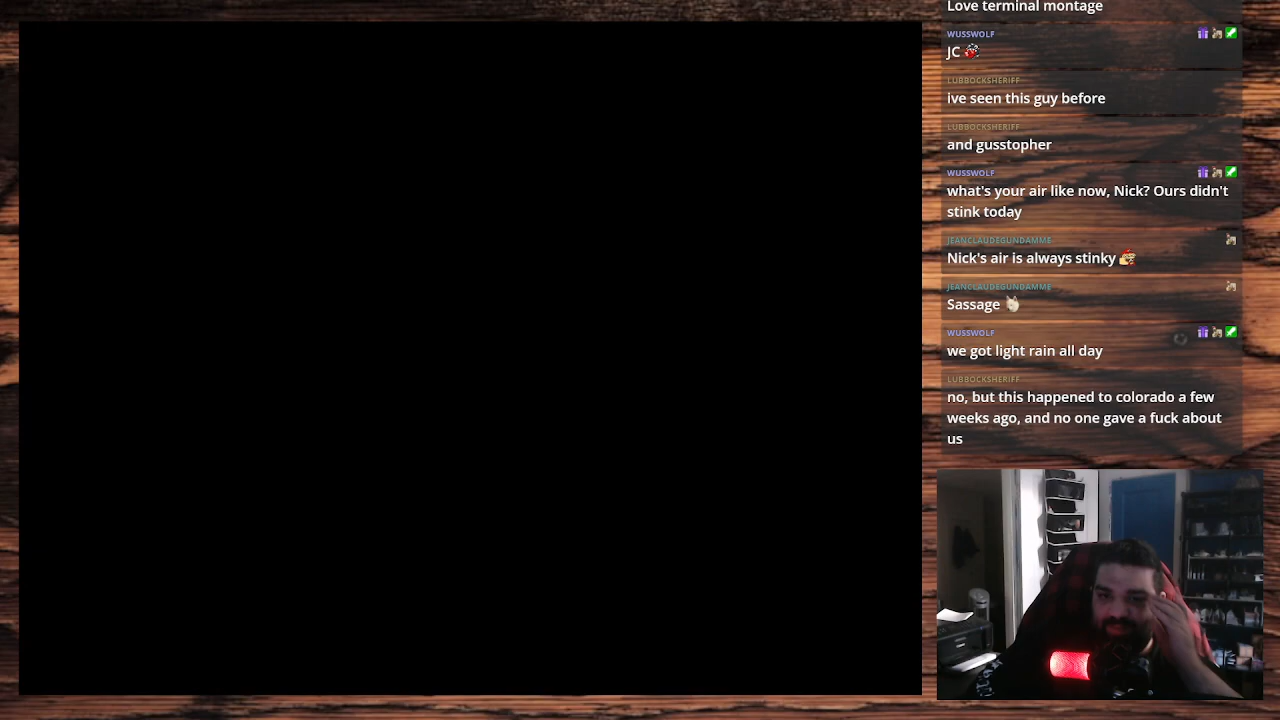 Love terminal montage
WUSSWOLF
JC
LUBBOCKSHERIFF
ive seen this guy before
LUBBOCKSHERIFF
and gusstopher
WUSSWOLF
what's your air like now, Nick? Ours didn't
stink today
JEANCLAUDEGUNDAMME
Nick's air is always stinky
JEANCLAUDEGUNDAMME
Sassage
WUSSWOLF
we got light rain all day
LUBBOCKSHERIFF
no, but this happened to colorado a few
weeks ago, and no one gave a fuck about
us